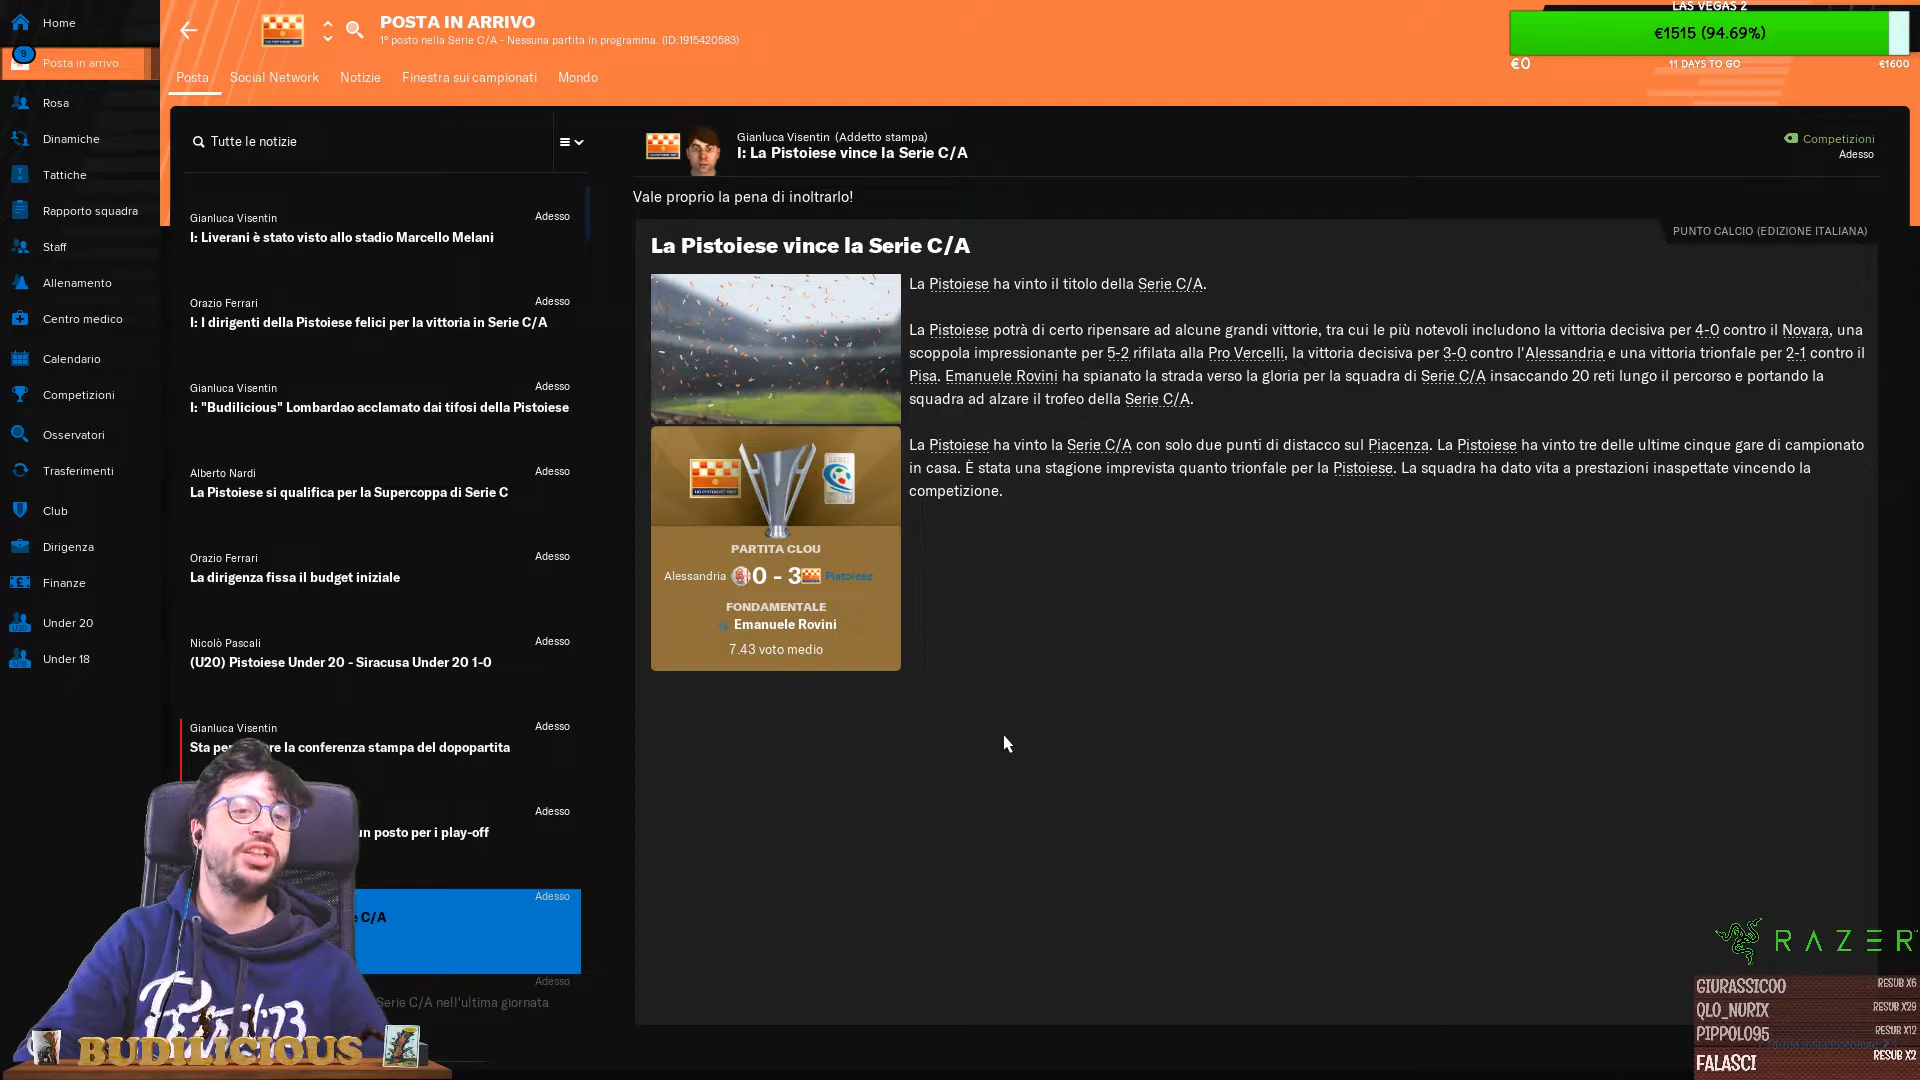 Home
9
Posta in arrivo
Rosa
Dinamiche
Tattiche
Rapporto squadra
Staff
Allenamento
Centro medico
Calendario
Competizioni
Osservatori
Trasferimenti
Club
Dirigenza
Finanze
Under 20
Under 18
POSTA IN ARRIVO
1° posto nella Serie C/A - Nessuna partita in programma. (ID:1915420583)
Posta
Social Network
Notizie
Finestra sui campionati
Mondo
LAS VEGAS 2
€1515 (94.69%)
€0
11 DAYS TO GO
€1600
Tutte le notizie
Gianluca Visentin
Adesso
I: Liverani è stato visto allo stadio Marcello Melani
Orazio Ferrari
Adesso
I: I dirigenti della Pistoiese felici per la vittoria in Serie C/A
Gianluca Visentin
Adesso
I: "Budilicious" Lombardao acclamato dai tifosi della Pistoiese
Alberto Nardi
Adesso
La Pistoiese si qualifica per la Supercoppa di Serie C
Orazio Ferrari
Adesso
La dirigenza fissa il budget iniziale
Nicolò Pascali
Adesso
(U20) Pistoiese Under 20 - Siracusa Under 20 1-0
Gianluca Visentin
Adesso
Sta per re la conferenza stampa del dopopartita
Adesso
un posto per i play-off
Adesso
C/A
Adesso
Serie C/A nell'ultima giornata
Gianluca Visentin (Addetto stampa)
I: La Pistoiese vince la Serie C/A
Competizioni
Adesso
Vale proprio la pena di inoltrarlo!
PUNTO CALCIO (EDIZIONE ITALIANA)
La Pistoiese vince la Serie C/A
La Pistoiese ha vinto il titolo della Serie C/A.
La Pistoiese potrà di certo ripensare ad alcune grandi vittorie, tra cui le più notevoli includono la vittoria decisiva per 4-0 contro il Novara, una
scoppola impressionante per 5-2 rifilata alla Pro Vercelli, la vittoria decisiva per 3-0 contro l'Alessandria e una vittoria trionfale per 2-1 contro il
Pisa. Emanuele Rovini ha spianato la strada verso la gloria per la squadra di Serie C/A insaccando 20 reti lungo il percorso e portando la
squadra ad alzare il trofeo della Serie C/A.
La Pistoiese ha vinto la Serie C/A con solo due punti di distacco sul Piacenza. La Pistoiese ha vinto tre delle ultime cinque gare di campionato
in casa. È stata una stagione imprevista quanto trionfale per la Pistoiese. La squadra ha dato vita a prestazioni inaspettate vincendo la
competizione.
PARTITA CLOU
Alessandria 0 - 3 Pistoiese
FONDAMENTALE
Emanuele Rovini
7.43 voto medio
BUDILICIOUS
RAZER
GIURASSICO0 RESUB X6
QLO_NURIX RESUB X29
PIPPOLO95 RESUB X12
FALASCI RESUB X2